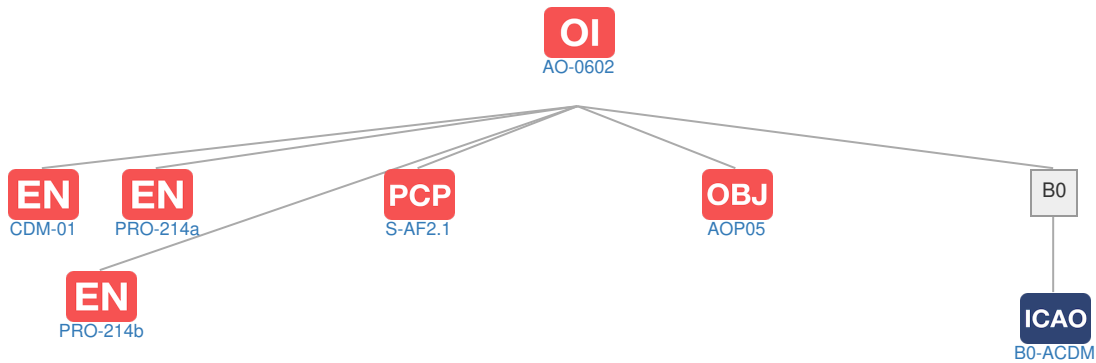 OI
AO-0602
EN
CDM-01
EN
PRO-214a
PCP
S-AF2.1
OBJ
AOP05
B0
EN
PRO-214b
ICAO
B0-ACDM